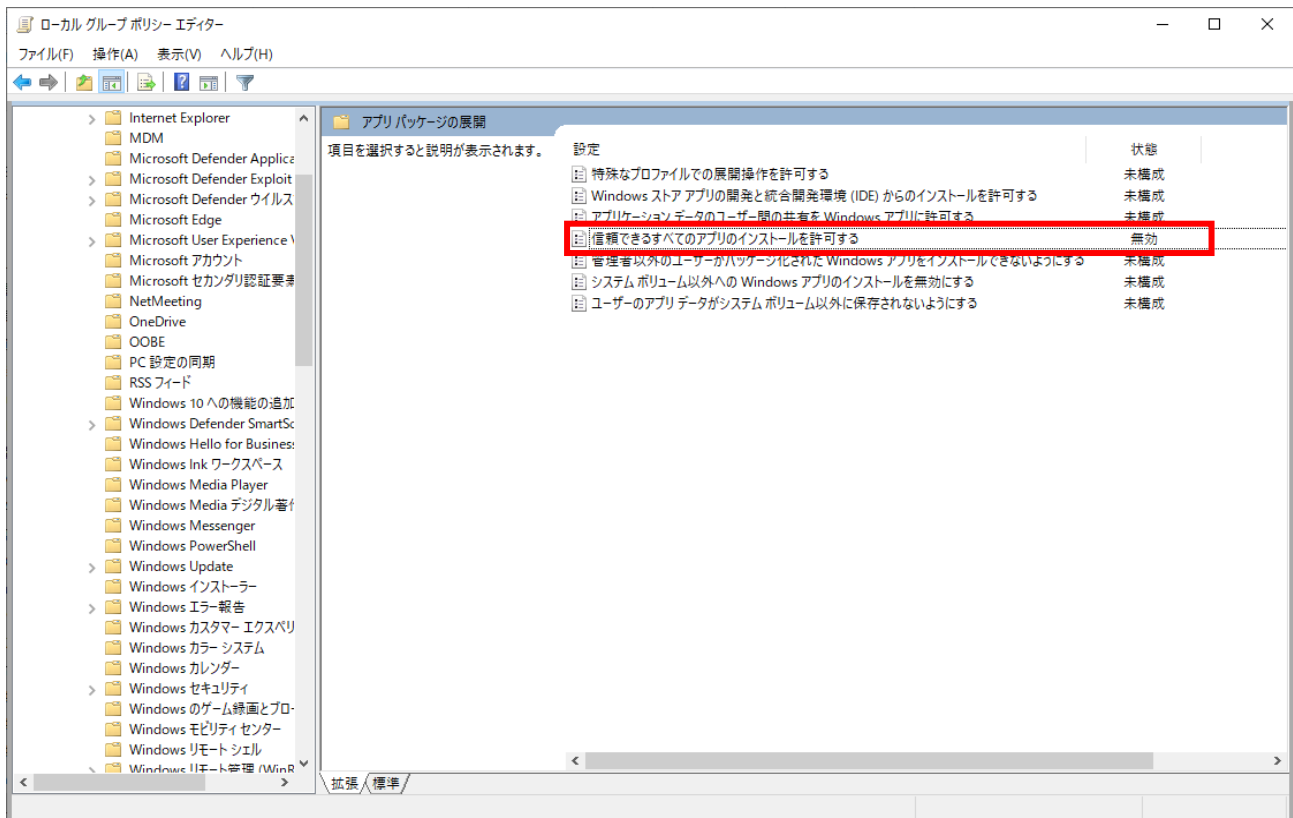 ローカル グループ ポリシー エディター
ファイル(F) 操作(A) 表示(V) ヘルプ(H)
Internet Explorer
MDM
Microsoft Defender Applica
Microsoft Defender Exploit
Microsoft Defender ウイルス
Microsoft Edge
Microsoft User Experience V
Microsoft アカウント
Microsoft セカンダリ認証要素
NetMeeting
OneDrive
OOBE
PC 設定の同期
RSS フィード
Windows 10 への機能の追加
Windows Defender SmartSc
Windows Hello for Business
Windows Ink ワークスペース
Windows Media Player
Windows Media デジタル著作
Windows Messenger
Windows PowerShell
Windows Update
Windows インストーラー
Windows エラー報告
Windows カスタマー エクスペリ
Windows カラー システム
Windows カレンダー
Windows セキュリティ
Windows のゲーム録画とブロー
Windows モビリティ センター
Windows リモート シェル
Windows リモート管理 (WinR
アプリ パッケージの展開
項目を選択すると説明が表示されます。
設定 状態
特殊なプロファイルでの展開操作を許可する 未構成
Windows ストア アプリの開発と統合開発環境 (IDE) からのインストールを許可する 未構成
アプリケーション データのユーザー間の共有を Windows アプリに許可する 未構成
信頼できるすべてのアプリのインストールを許可する 無効
管理者以外のユーザーがパッケージ化された Windows アプリをインストールできないようにする 未構成
システム ボリューム以外への Windows アプリのインストールを無効にする 未構成
ユーザーのアプリ データがシステム ボリューム以外に保存されないようにする 未構成
拡張 標準